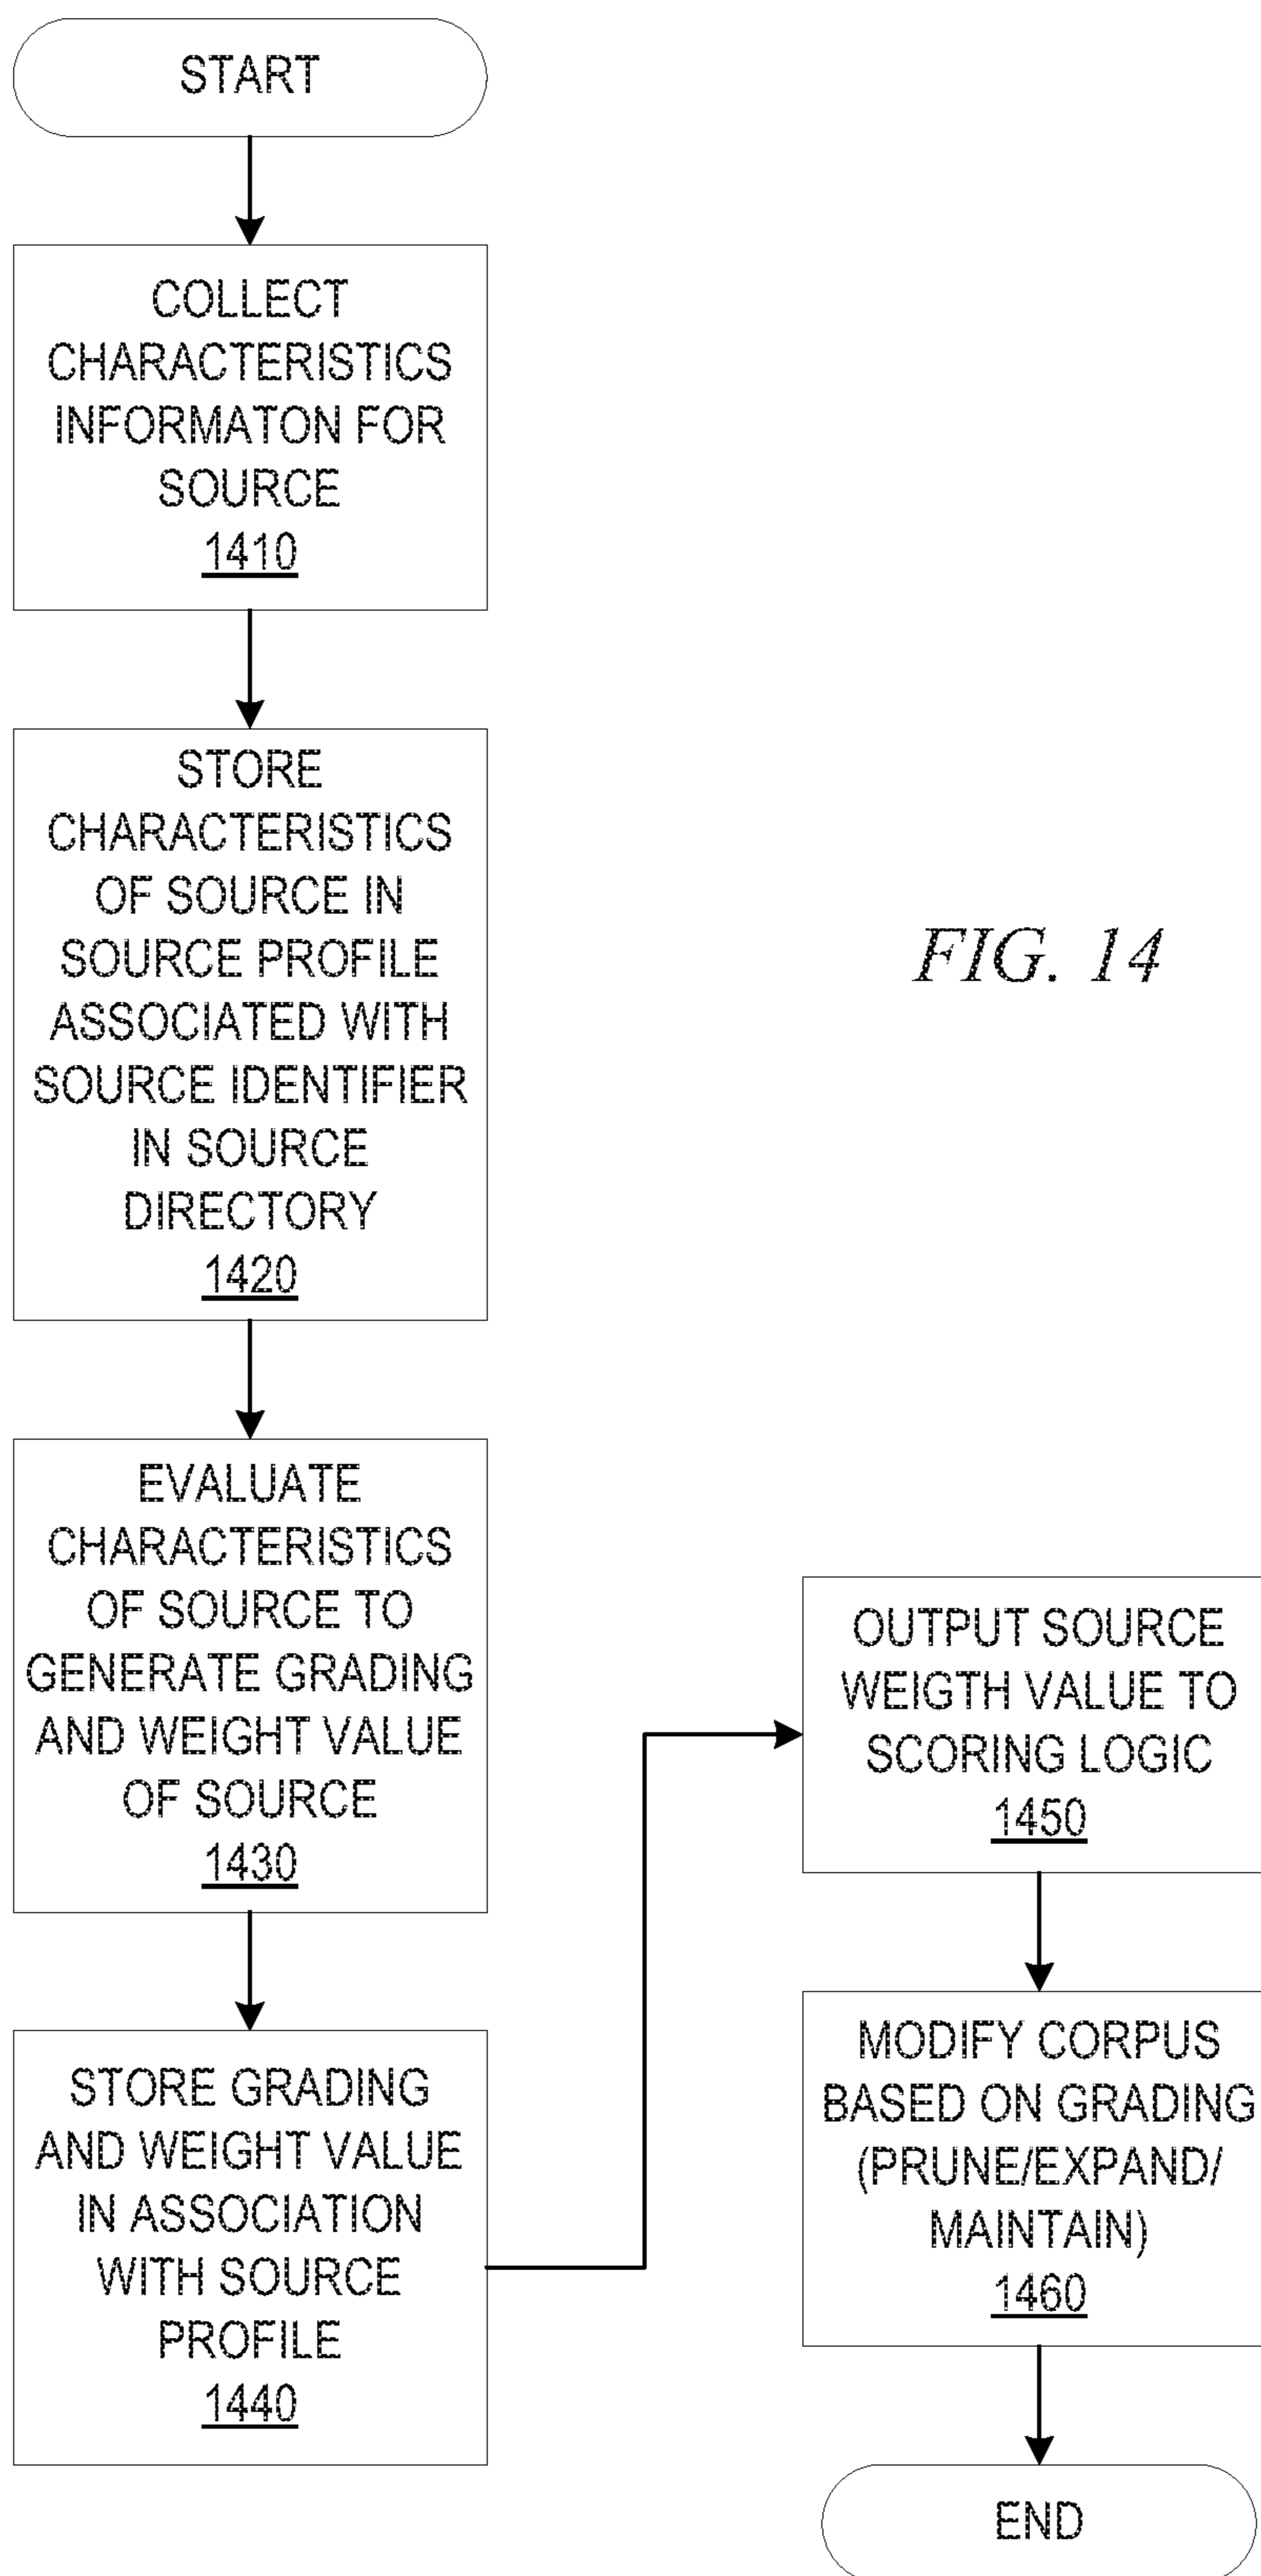 START
COLLECT
CHARACTERISTICS
INFORMATON FOR
SOURCE
1410
STORE
CHARACTERISTICS
OF SOURCE IN
SOURCE PROFILE
ASSOCIATED WITH
SOURCE IDENTIFIER
IN SOURCE
DIRECTORY
1420
EVALUATE
CHARACTERISTICS
OF SOURCE TO
GENERATE GRADING
AND WEIGHT VALUE
OF SOURCE
1430
STORE GRADING
AND WEIGHT VALUE
IN ASSOCIATION
WITH SOURCE
PROFILE
1440
OUTPUT SOURCE
WEIGTH VALUE TO
SCORING LOGIC
1450
MODIFY CORPUS
BASED ON GRADING
(PRUNE/EXPAND/
MAINTAIN)
1460
END
FIG. 14